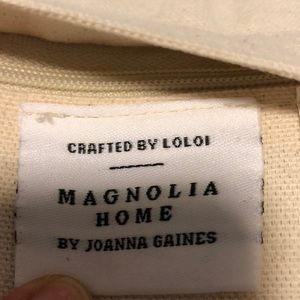 CRAFTED BY LOLOI
MAGNOLIA
HOME
BY JOANNA GAINES